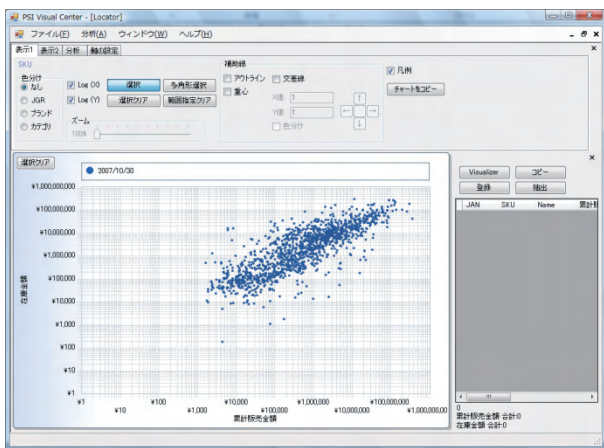 PSI Visual Center - [Locator]
ファイル(F) 分析(A) ウィンドウ(W) ヘルプ(H)
表示1 表示2 分析 軸の設定
SKU
色分け
なし
JGR
ブランド
カテゴリ
Log (X) 選択 多角形選択
Log (Y) 選択クリア 範囲指定クリア
ズーム
100%
補助線
アウトライン 交差線
重心
X値: 1
Y値: 1
色分け
↑
← → 
↓
凡例
チャートをコピー
選択クリア
2007/10/30
¥1,000,000,000
¥100,000,000
¥10,000,000
¥1,000,000
¥100,000
¥10,000
¥1,000
¥100
¥10
¥1
在庫金額
¥1 ¥100 ¥10,000 ¥1,000,000 ¥100,000,000
¥10 ¥1,000 ¥100,000 ¥10,000,000 ¥1,000,000,00
累計販売金額
Visualizer コピー
登録 抽出
JAN SKU Name 累計
0
累計販売金額 合計:0
在庫金額 合計:0